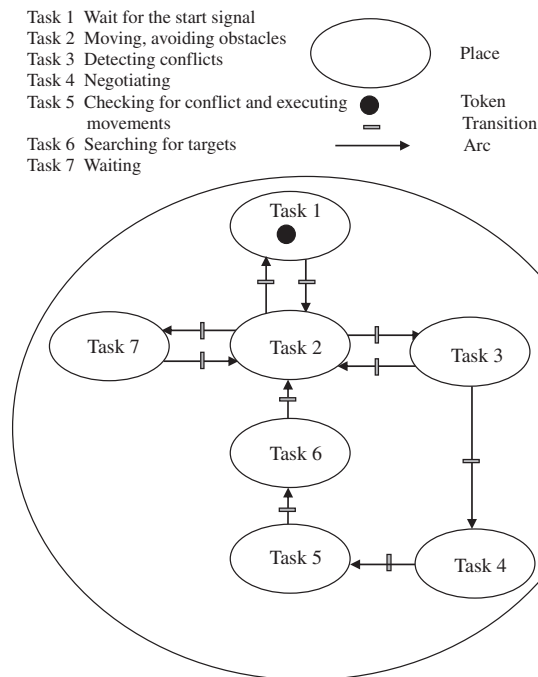 Task 1 Wait for the start signal
Task 2 Moving, avoiding obstacles
Task 3 Detecting conflicts
Task 4 Negotiating
Task 5 Checking for conflict and executing
movements
Task 6 Searching for targets
Task 7 Waiting
Place
Token
Transition
Arc
Task 1
Task 7
Task 2
Task 3
Task 6
Task 5
Task 4